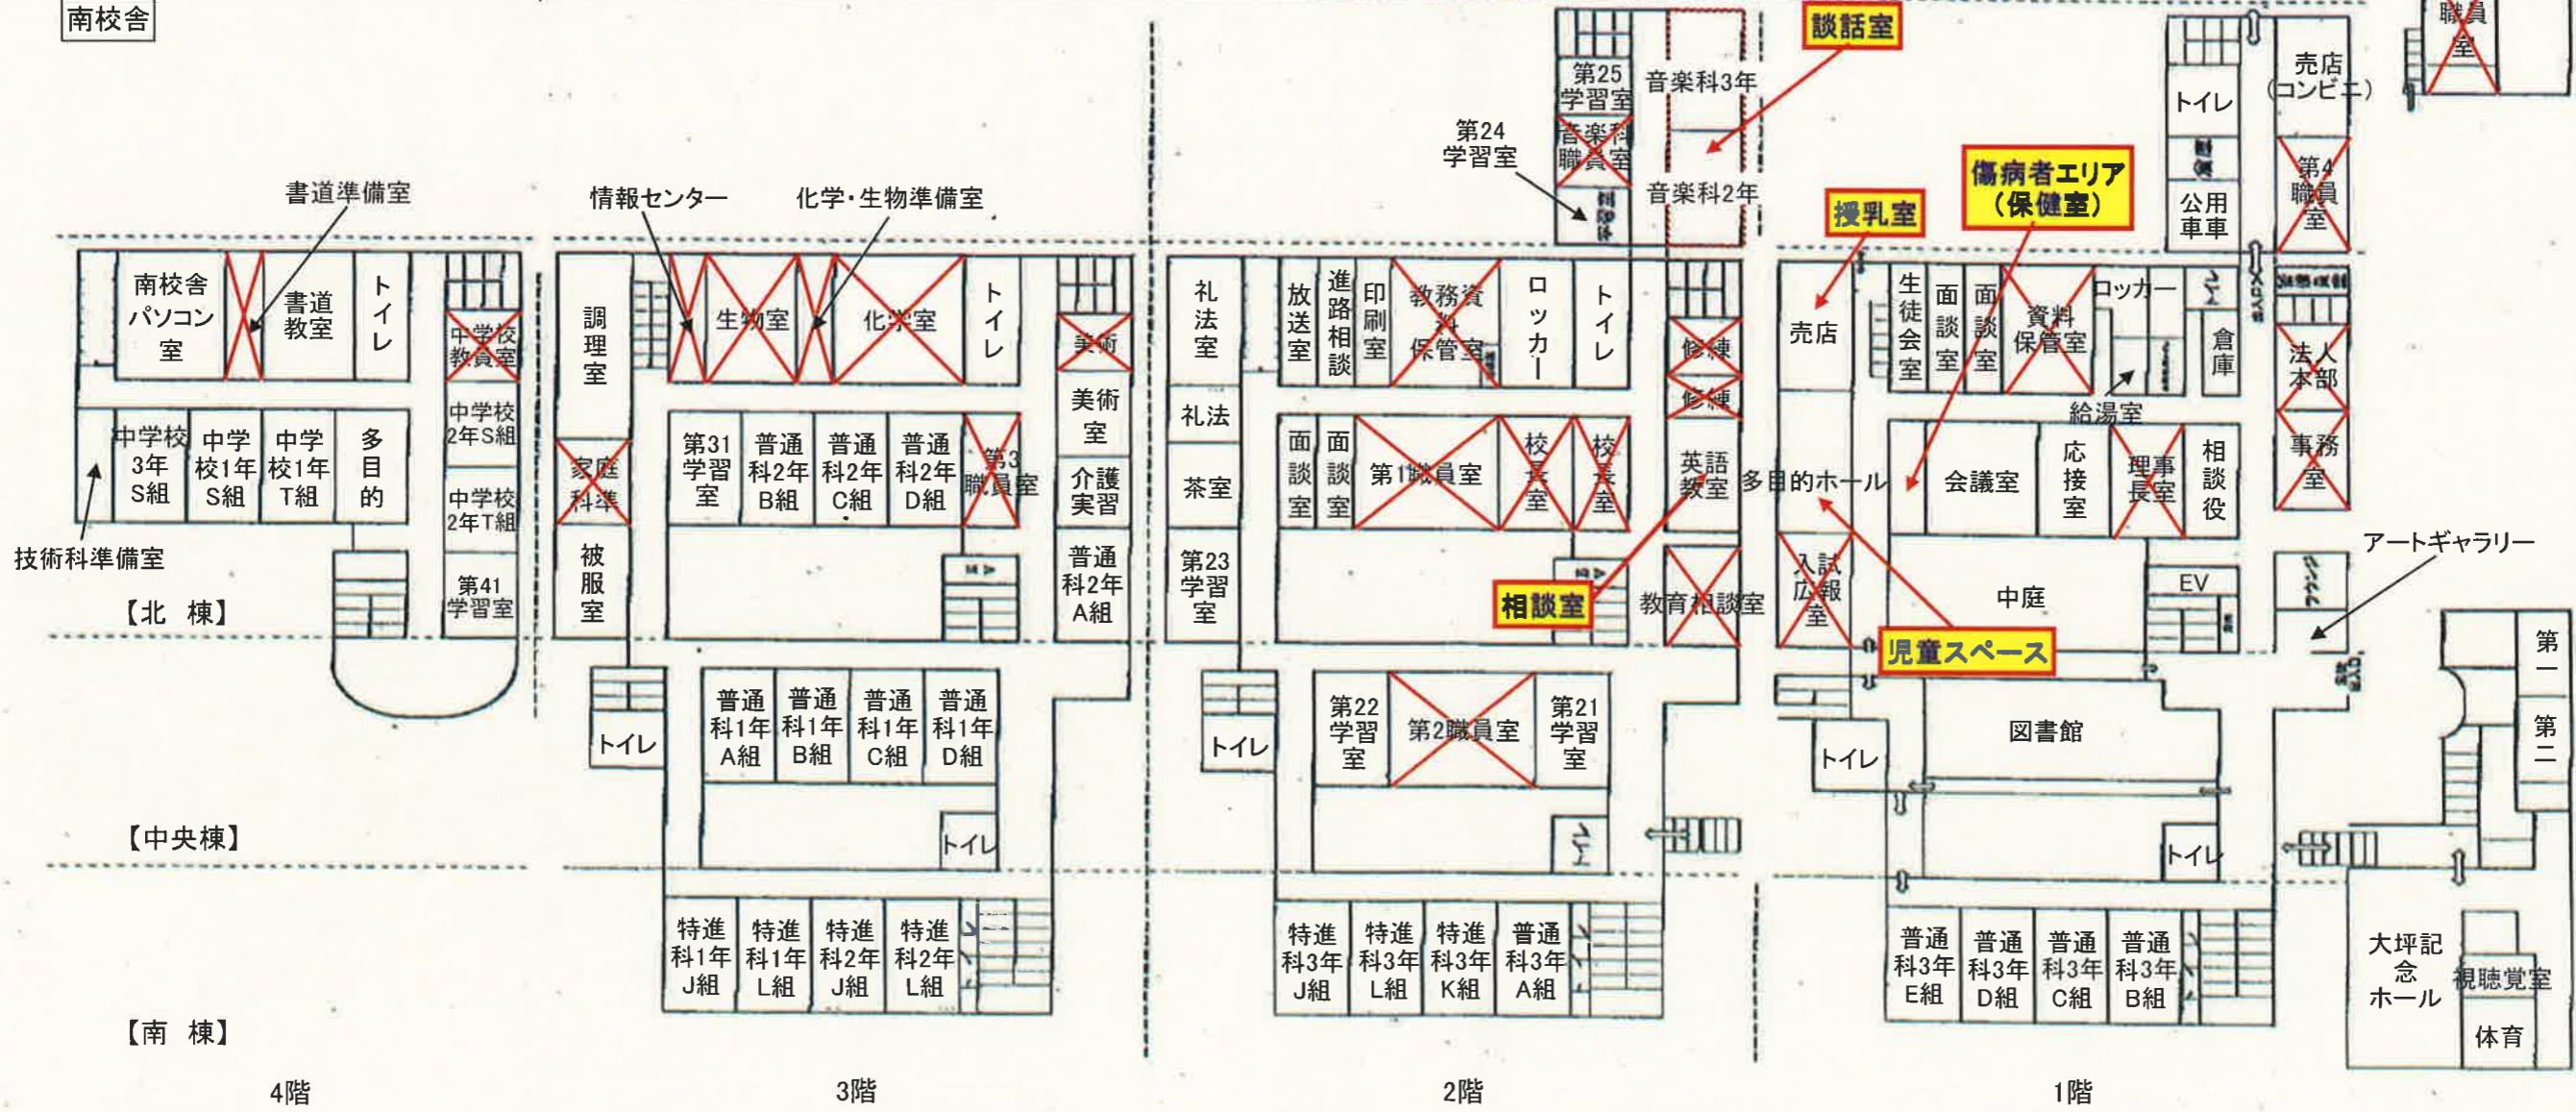 南校舎
書道準備室
南校舎
パソコン
室
書道
教室
トイレ
中学校
教員室
中学校
2年S組
中学校
2年T組
第41
学習室
中学校
3年
S組
中学
校1年
S組
中学
校1年
T組
多目的
技術科準備室
【北 棟】
【中央棟】
【南 棟】
4階
情報センター
化学・生物準備室
調理室
生物室
化学室
トイレ
美術
美術室
介護
実習
普通
科2年
A組
家庭
科準
被服室
第31
学習
室
普通
科2年
B組
普通
科2年
C組
普通
科2年
D組
第3
職員室
トイレ
普通
科1年
A組
普通
科1年
B組
普通
科1年
C組
普通
科1年
D組
トイレ
特進
科1年
J組
特進
科1年
L組
特進
科2年
J組
特進
科2年
L組
3階
第25
学習室
音楽科
職員室
第24
学習室
音楽科3年
音楽科2年
談話室
礼法室
礼法
茶室
第23
学習
室
放送室
進路相談
印刷室
教務資
料
保管室
ロッカー
トイレ
修練
修練
英語
教室
教育相談室
面談室
面談室
第1職員室
校長室
校長室
相談室
トイレ
第22
学習
室
第2職員室
第21
学習
室
トイレ
特進
科3年
J組
特進
科3年
L組
特進
科3年
K組
普通
科3年
A組
2階
職員
室
売店
(コンビニ)
トイレ
公用
車車
第4
職員
室
授乳室
傷病者エリア
(保健室)
売店
生徒会室
面談室
面談室
資料
保管室
ロッカー
トイレ
倉庫
給湯室
法人
本部
事務
室
多目的ホール
会議室
応接室
理事
長室
相談役
入試
広報
室
児童スペース
中庭
EV
ラウンジ
アートギャラリー
トイレ
図書館
トイレ
普通
科3年
E組
普通
科3年
D組
普通
科3年
C組
普通
科3年
B組
第一
第二
大坪記
念
ホール
視聴覚室
体育
1階